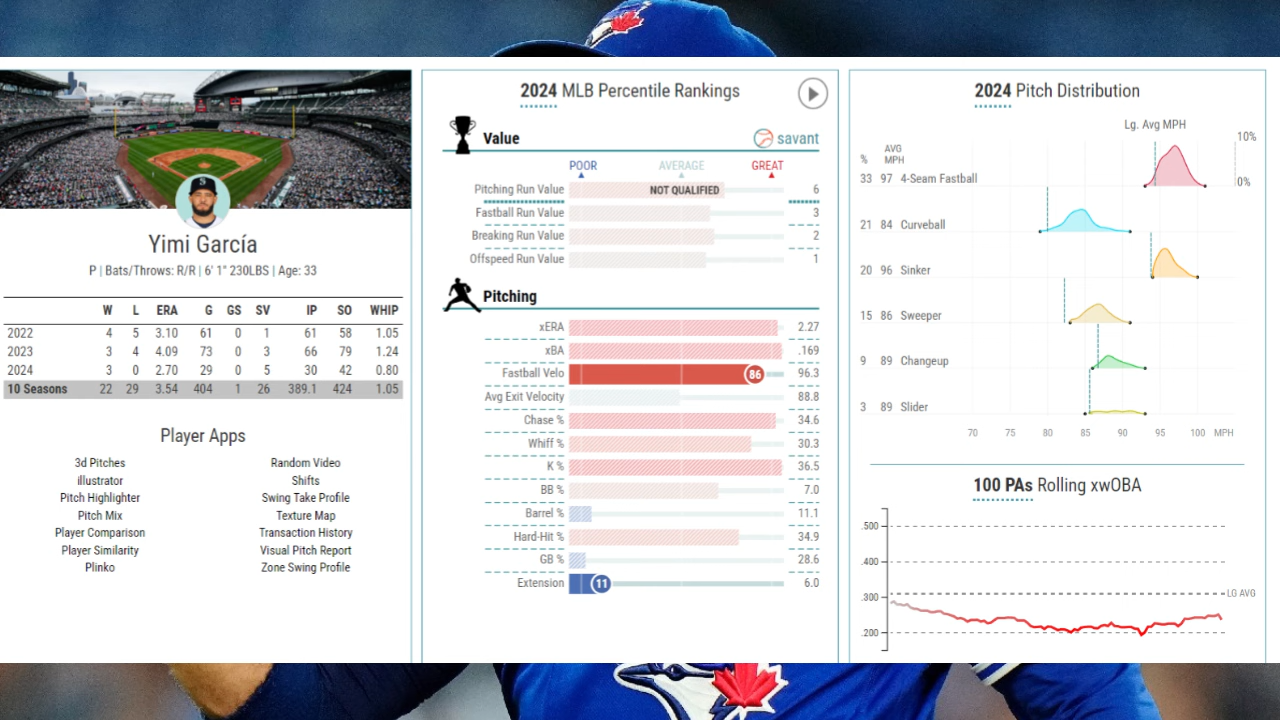 Yimi García
P | Bats/Throws: R/R | 6' 1" 230LBS | Age: 33
W L ERA G GS SV IP SO WHIP
2022 4 5 3.10 61 0 1 61 58 1.05
2023 3 4 4.09 73 0 3 66 79 1.24
2024 3 0 2.70 29 0 5 30 42 0.80
10 Seasons 22 29 3.54 404 1 26 389.1 424 1.05
Player Apps
3d Pitches Random Video
illustrator Shifts
Pitch Highlighter Swing Take Profile
Pitch Mix Texture Map
Player Comparison Transaction History
Player Similarity Visual Pitch Report
Plinko Zone Swing Profile
2024 MLB Percentile Rankings
Value savant
POOR AVERAGE GREAT
Pitching Run Value NOT QUALIFIED 6
Fastball Run Value 3
Breaking Run Value 2
Offspeed Run Value 1
Pitching
xERA 2.27
xBA .169
Fastball Velo 86 96.3
Avg Exit Velocity 88.8
Chase % 34.6
Whiff % 30.3
K % 36.5
BB % 7.0
Barrel % 11.1
Hard-Hit % 34.9
GB % 28.6
Extension 11 6.0
2024 Pitch Distribution
Lg. Avg MPH
10%
AVG
% MPH
33 97 4-Seam Fastball 0%
21 84 Curveball
20 96 Sinker
15 86 Sweeper
9 89 Changeup
3 89 Slider
70 75 80 85 90 95 100 MPH
100 PAs Rolling xwOBA
.500
.400
.300 LG AVG
.200